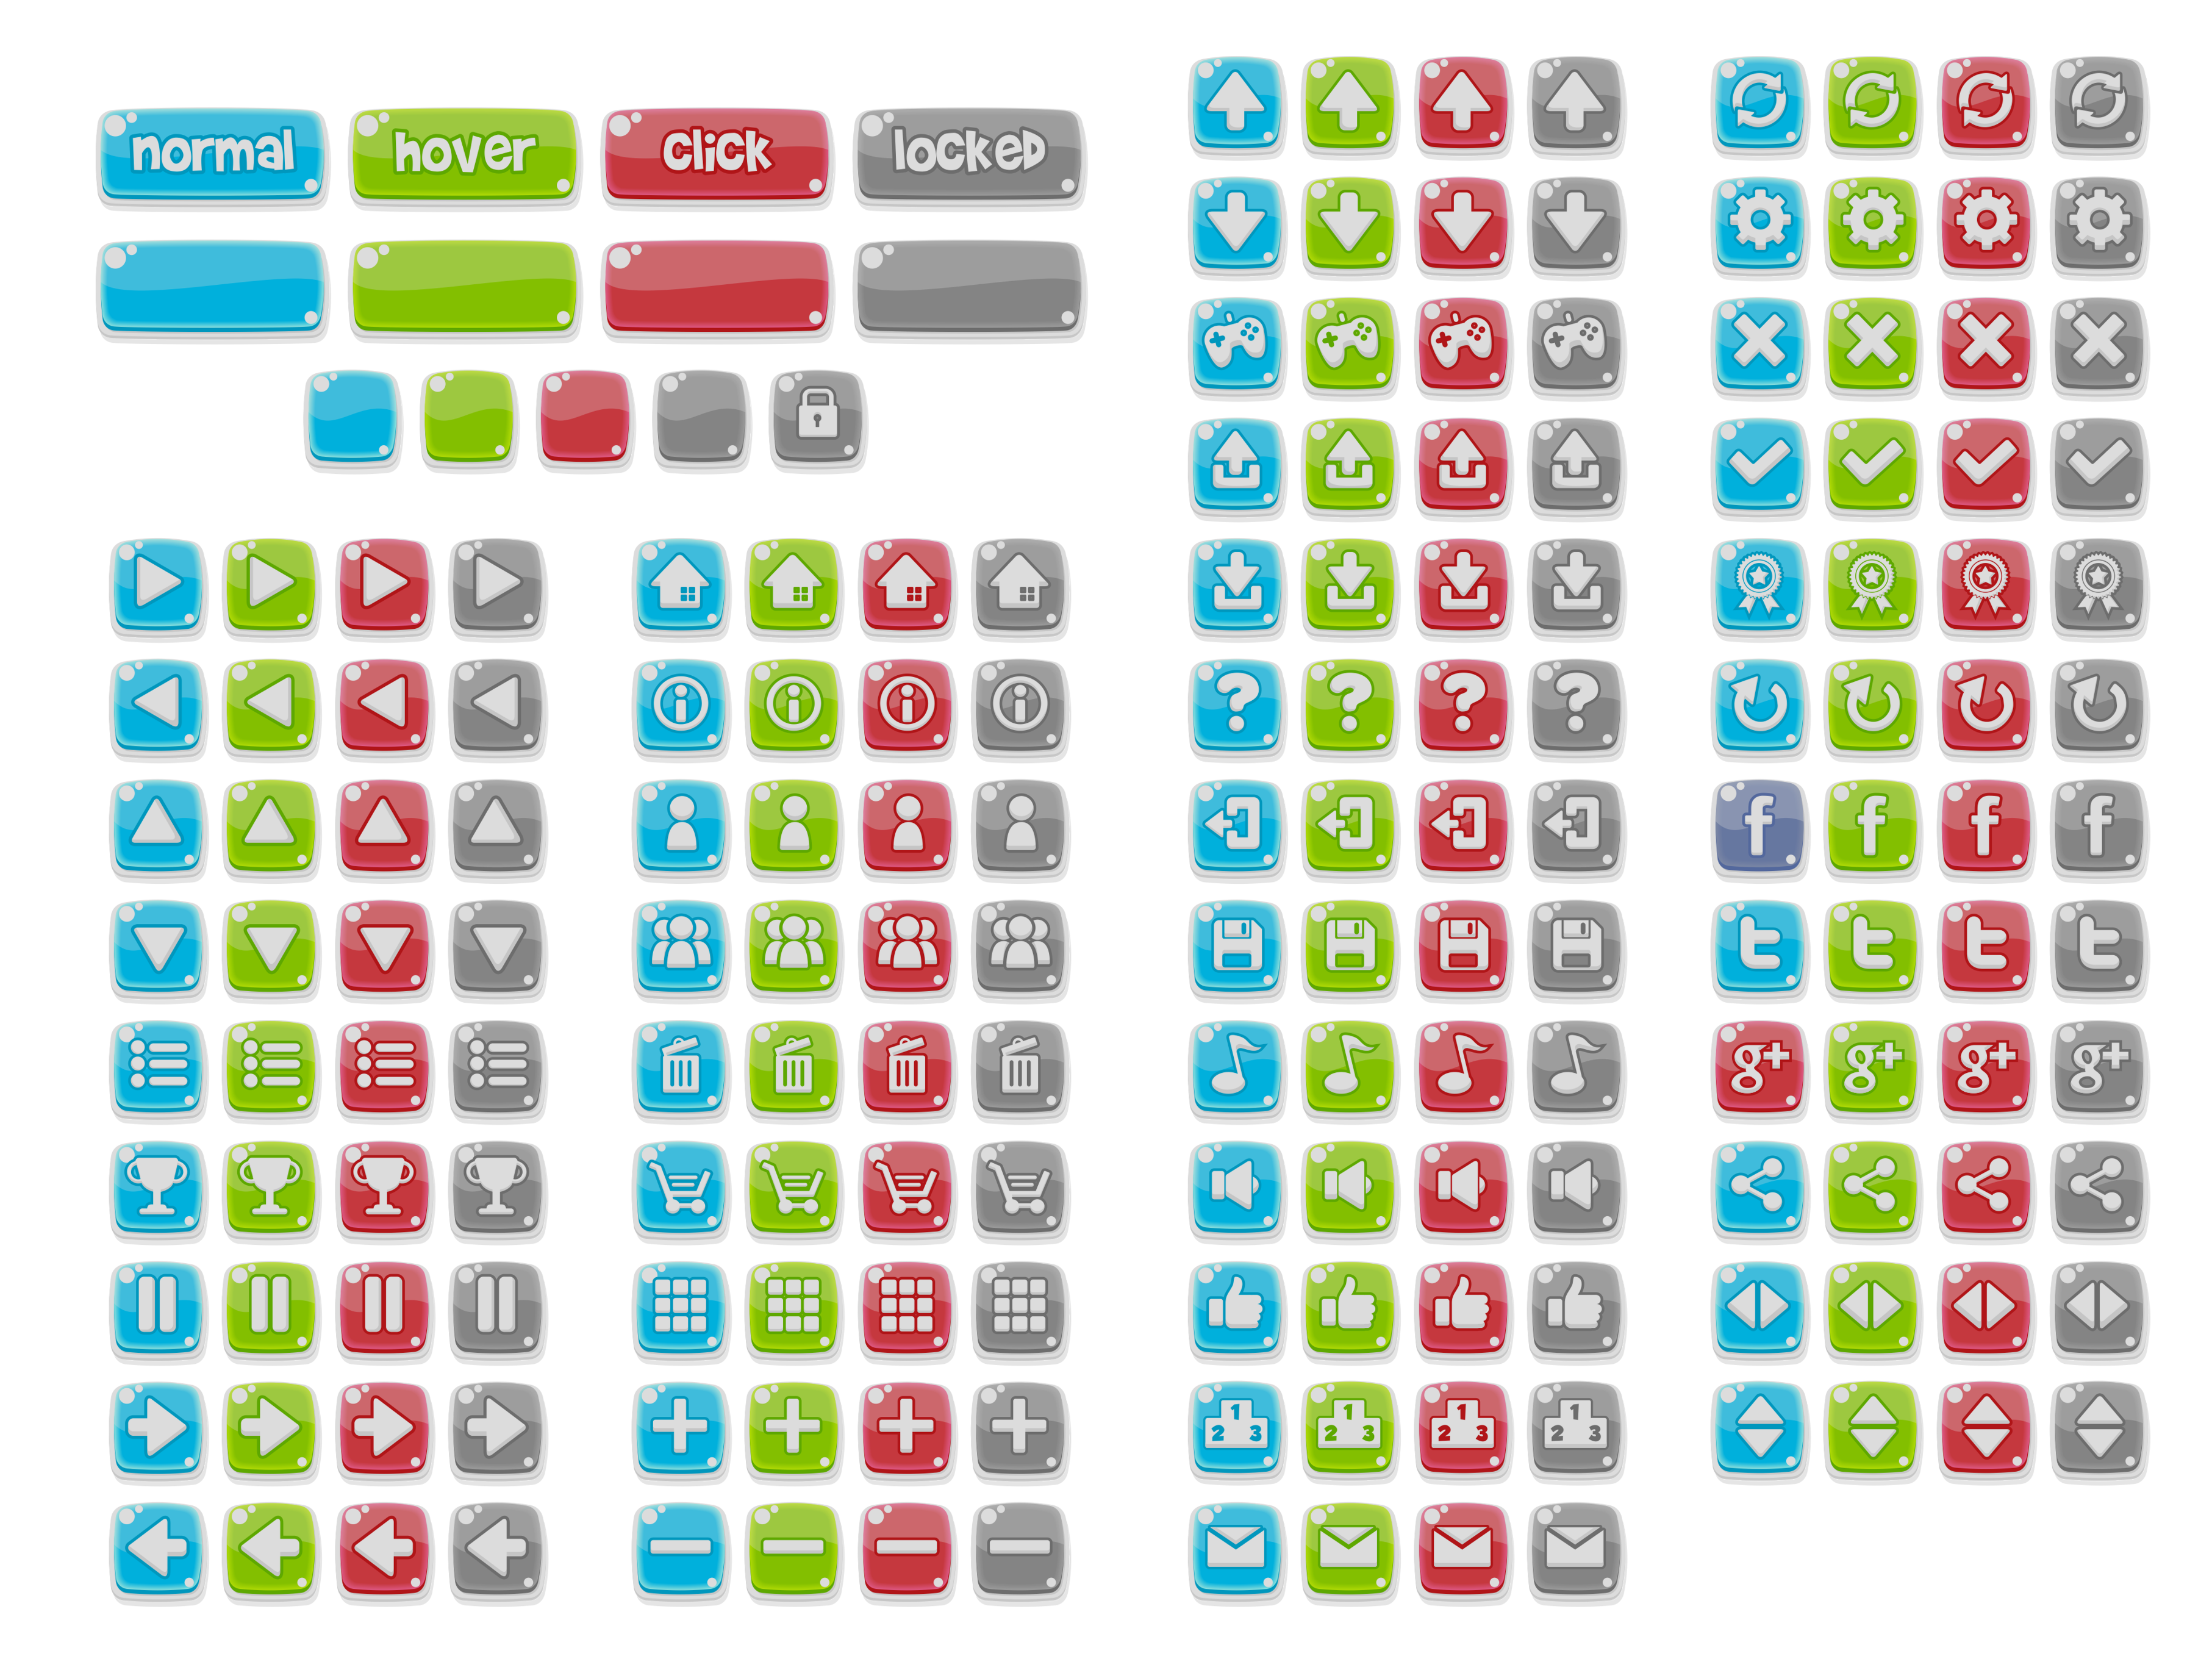 normal hover click locked
i i i i
? ? ? ?
f f f f
t t t t
g+ g+ g+ g+
1 1 1 1
2 3 2 3 2 3 2 3